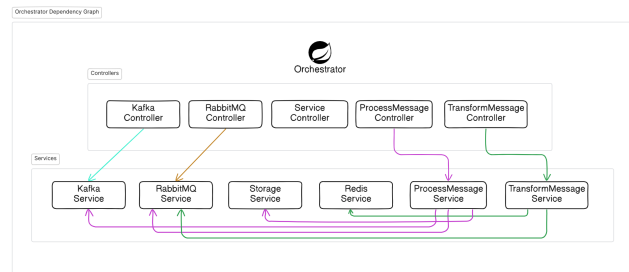 Orchestrator Dependency Graph
Orchestrator
Controllers
Kafka
Controller
RabbitMQ
Controller
Service
Controller
ProcessMessage
Controller
TransformMessage
Controller
Services
Kafka
Service
RabbitMQ
Service
Storage
Service
Redis
Service
ProcessMessage
Service
TransformMessage
Service